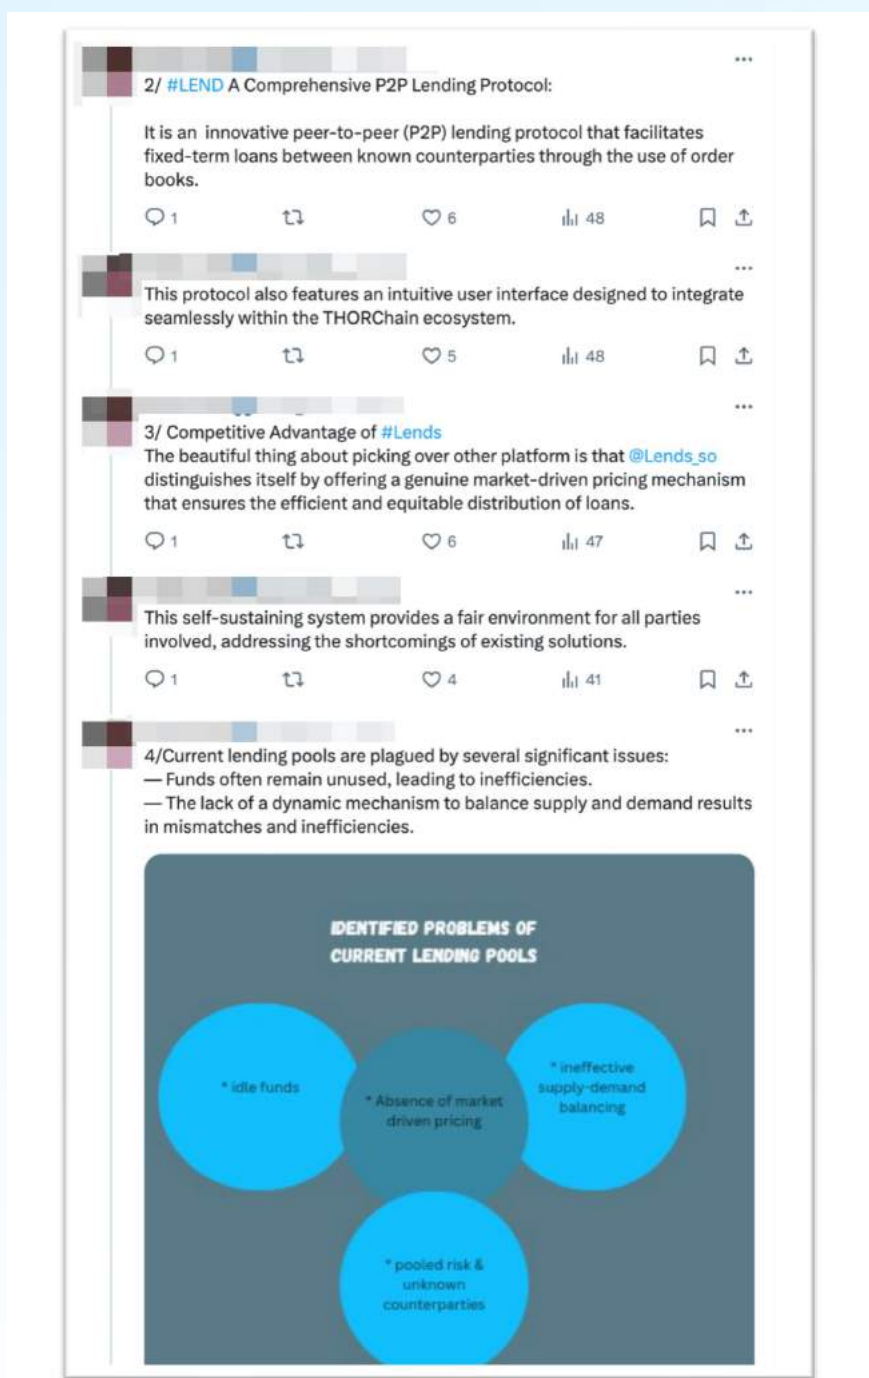 2/ #LEND A Comprehensive P2P Lending Protocol:
It is an innovative peer-to-peer (P2P) lending protocol that facilitates
fixed-term loans between known counterparties through the use of order
books.
1 6 48
This protocol also features an intuitive user interface designed to integrate
seamlessly within the THORChain ecosystem.
1 5 48
3/ Competitive Advantage of #Lends
The beautiful thing about picking over other platform is that @Lends_so
distinguishes itself by offering a genuine market-driven pricing mechanism
that ensures the efficient and equitable distribution of loans.
1 6 47
This self-sustaining system provides a fair environment for all parties
involved, addressing the shortcomings of existing solutions.
1 4 41
4/Current lending pools are plagued by several significant issues:
— Funds often remain unused, leading to inefficiencies.
— The lack of a dynamic mechanism to balance supply and demand results
in mismatches and inefficiencies.
IDENTIFIED PROBLEMS OF
CURRENT LENDING POOLS
* idle funds
* Absence of market
driven pricing
* ineffective
supply-demand
balancing
* pooled risk &
unknown
counterparties